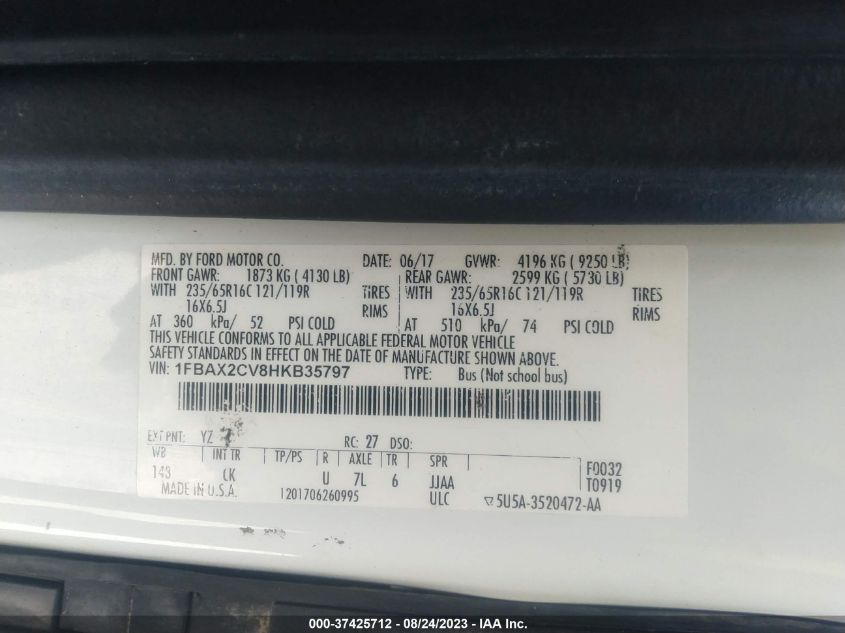 MFD. BY FORD MOTOR CO. DATE: 06/17 GVWR: 4196 KG ( 9250 LB)
FRONT GAWR: 1873 KG ( 4130 LB) REAR GAWR: 2599 KG ( 5730 LB)
WITH 235/65R16C 121/119R TIRES WITH 235/65R16C 121/119R TIRES
16X6.5J RIMS 16X6.5J RIMS
AT 360 kPa/ 52 PSI COLD AT 510 kPa/ 74 PSI COLD
THIS VEHICLE CONFORMS TO ALL APPLICABLE FEDERAL MOTOR VEHICLE
SAFETY STANDARDS IN EFFECT ON THE DATE OF MANUFACTURE SHOWN ABOVE.
VIN: 1FBAX2CV8HKB35797 TYPE: Bus (Not school bus)
EXT PNT: YZ RC: 27 DSO:
WB INT TR TP/PS R AXLE TR SPR F0032
148 CK U 7L 6 JJAA T0919
MADE IN U.S.A. 1201706260995 ULC ▽5U5A-3520472-AA
000-37425712 - 08/24/2023 - IAA Inc.